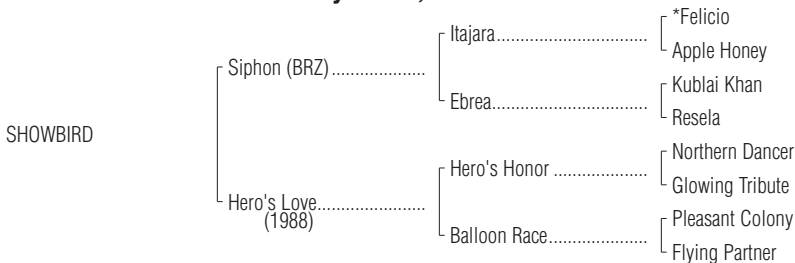 *Felicio
Itajara
Apple Honey
Siphon (BRZ)
Kublai Khan
Ebrea
Resela
SHOWBIRD
Northern Dancer
Hero's Honor
Glowing Tribute
Hero's Love
(1988)
Pleasant Colony
Balloon Race
Flying Partner